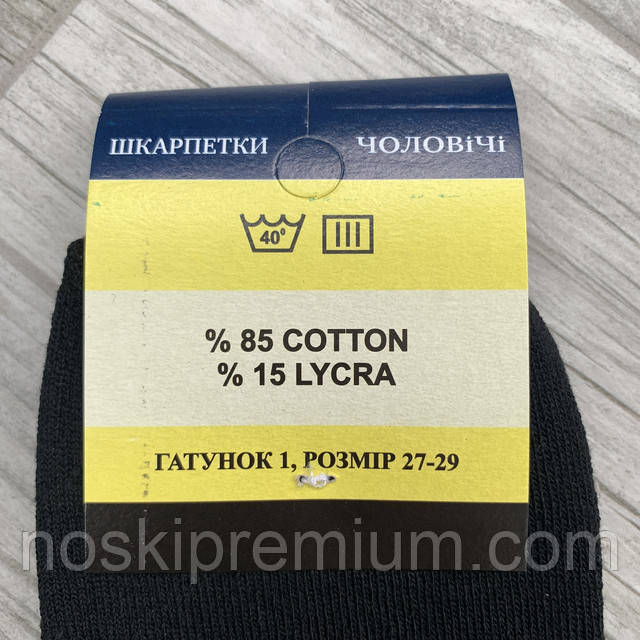 ШКАРПЕТКИ ЧОЛОВіЧі
40°
% 85 COTTON
% 15 LYCRA
ГАТУНОК 1, РОЗМІР 27-29
noskipremium.com